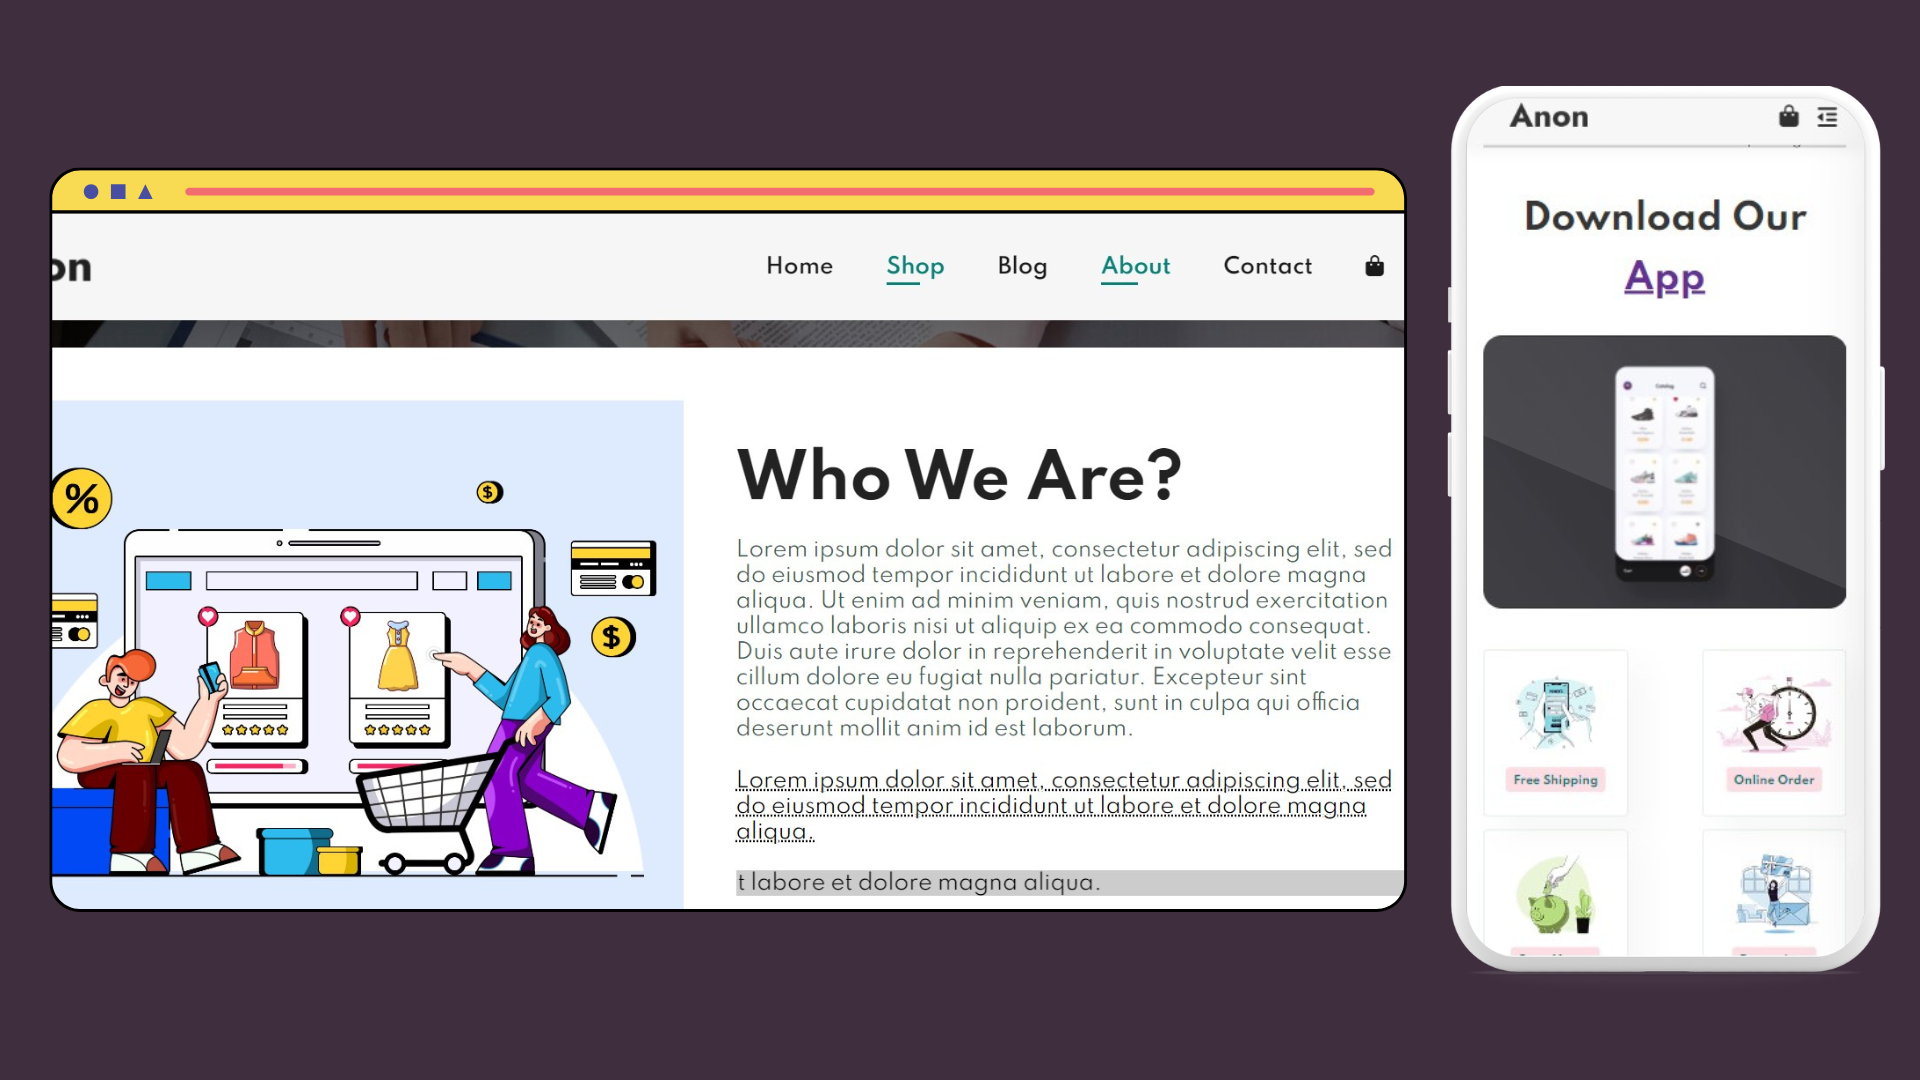 on
Home Shop Blog About Contact
%
$
$
Who We Are?
Lorem ipsum dolor sit amet, consectetur adipiscing elit, sed
do eiusmod tempor incididunt ut labore et dolore magna
aliqua. Ut enim ad minim veniam, quis nostrud exercitation
ullamco laboris nisi ut aliquip ex ea commodo consequat.
Duis aute irure dolor in reprehenderit in voluptate velit esse
cillum dolore eu fugiat nulla pariatur. Excepteur sint
occaecat cupidatat non proident, sunt in culpa qui officia
deserunt mollit anim id est laborum.
Lorem ipsum dolor sit amet, consectetur adipiscing elit, sed
do eiusmod tempor incididunt ut labore et dolore magna
aliqua.
t labore et dolore magna aliqua.
Anon
Download Our
App
Catalog
Free Shipping
Online Order